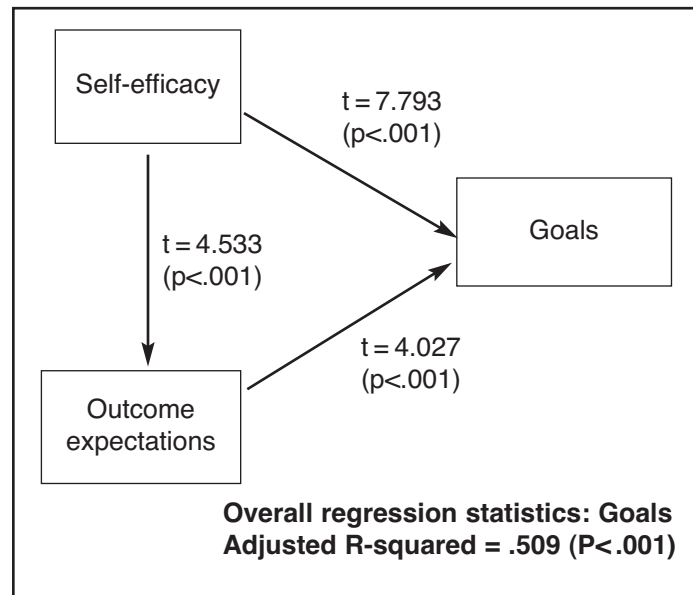 Self-efficacy
t = 7.793
(p<.001)
Goals
t = 4.533
(p<.001)
t = 4.027
(p<.001)
Outcome
expectations
Overall regression statistics: Goals
Adjusted R-squared = .509 (P<.001)